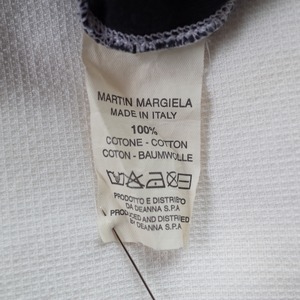 MARTIN MARGIELA
MADE IN ITALY
100%
COTONE - COTTON
COTON - BAUMWOLLE
PRODOTTO E DISTRIBUITO
DA DEANNA S.P.A
PRODUCED AND DISTRIBUTED
BY DEANNA S.P.A